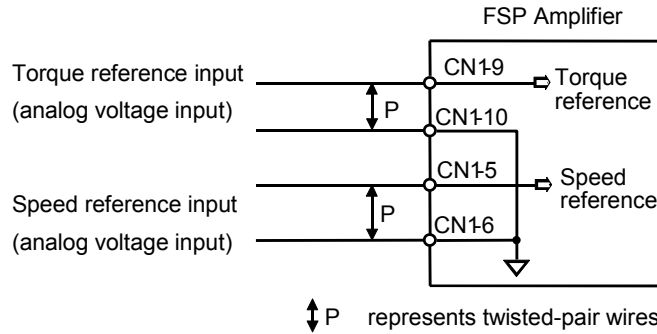 FSP Amplifier
Torque reference input
(analog voltage input)
P
CN1-9
Torque
reference
CN1-10
Speed reference input
(analog voltage input)
P
CN1-5
Speed
reference
CN1-6
P represents twisted-pair wires